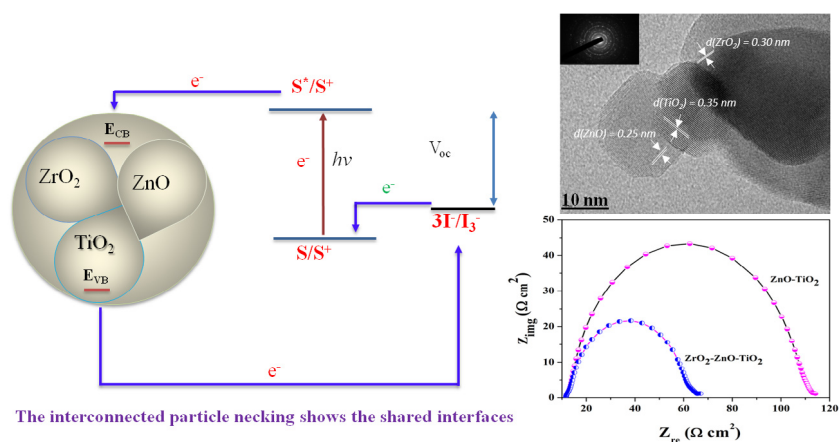 e⁻
S*/S⁺
E_CB
ZrO₂
ZnO
TiO₂
E_VB
e⁻
hν
e⁻
V_oc
3I⁻/I₃⁻
S/S⁺
e⁻
The interconnected particle necking shows the shared interfaces
d(ZrO₂) = 0.30 nm
d(TiO₂) = 0.35 nm
d(ZnO) = 0.25 nm
10 nm
Z_img (Ω cm²)
50
40
30
20
10
0
ZnO-TiO₂
ZrO₂-ZnO-TiO₂
20 40 60 80 100 120
Z_re (Ω cm²)